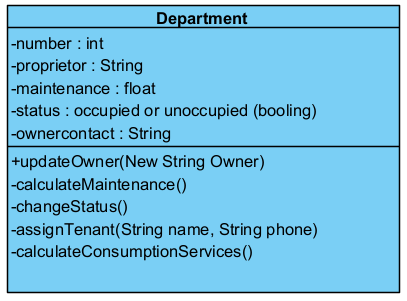 Department
-number : int
-proprietor : String
-maintenance : float
-status : occupied or unoccupied (booling)
-ownercontact : String
+updateOwner(New String Owner)
-calculateMaintenance()
-changeStatus()
-assignTenant(String name, String phone)
-calculateConsumptionServices()